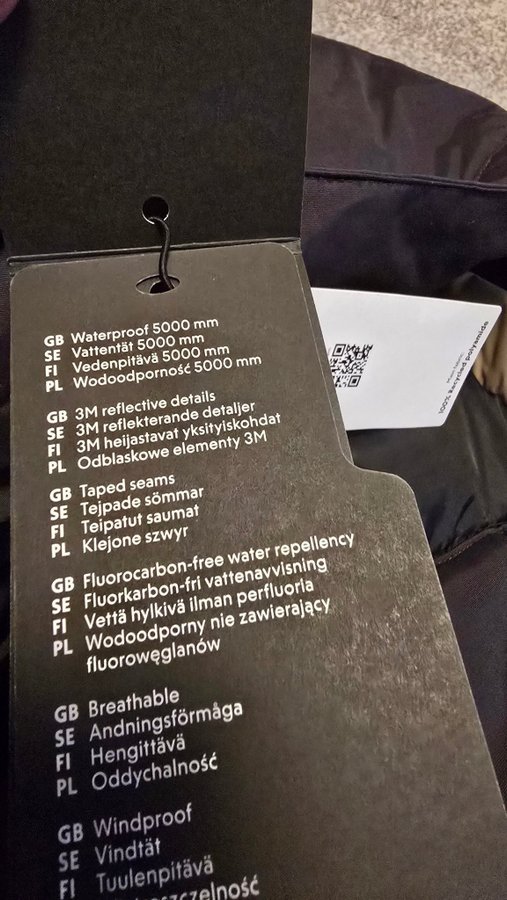 GB Waterproof 5000 mm
SE Vattentät 5000 mm
FI Vedenpitävä 5000 mm
PL Wodoodporność 5000 mm
GB 3M reflective details
SE 3M reflekterande detaljer
FI 3M heijastavat yksityiskohdat
PL Odblaskowe elementy 3M
GB Taped seams
SE Tejpade sömmar
FI Teipatut saumat
PL Klejone szwyr
GB Fluorocarbon-free water repellency
SE Fluorkarbon-fri vattenavvisning
FI Vettä hylkivä ilman perfluoria
PL Wodoodporny nie zawierający
fluorowęglanów
GB Breathable
SE Andningsförmåga
FI Hengittävä
PL Oddychalność
GB Windproof
SE Vindtät
FI Tuulenpitävä
Main fabric:
100% Recycled polyamide